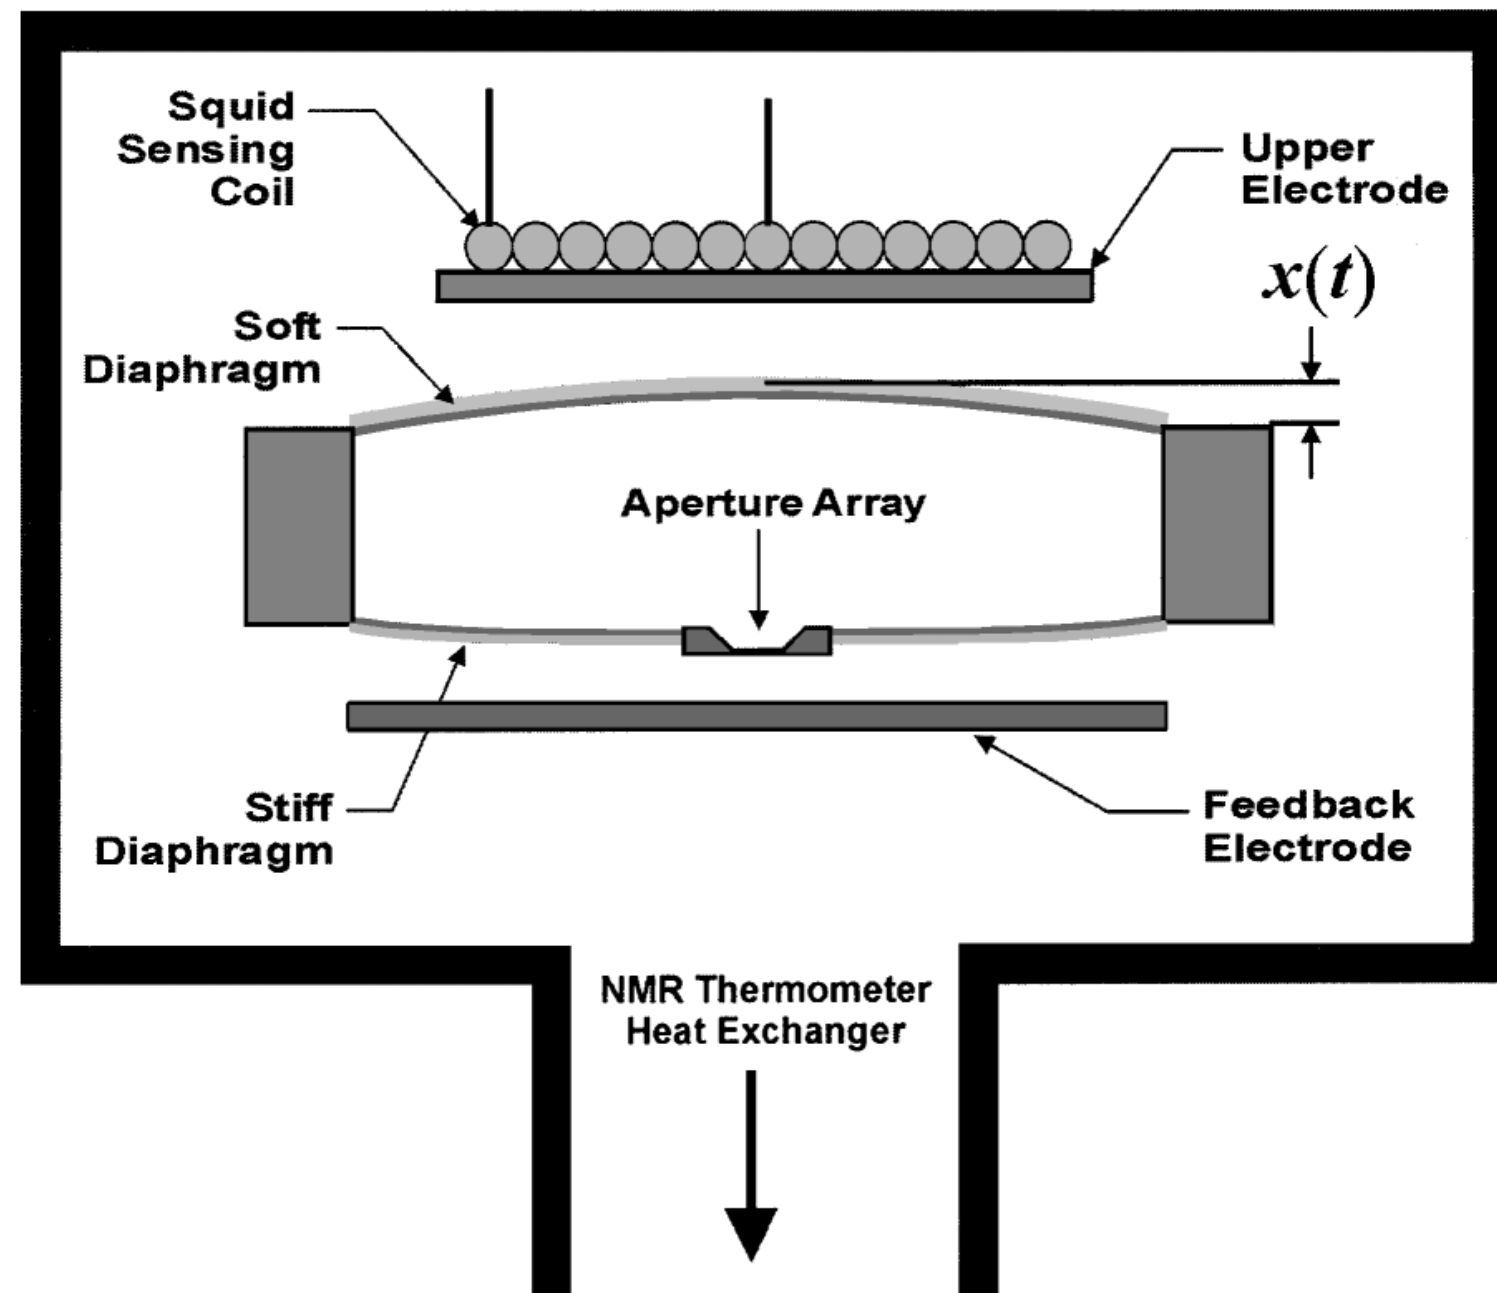 Squid
Sensing
Coil
Upper
Electrode
x(t)
Soft
Diaphragm
Aperture Array
Stiff
Diaphragm
Feedback
Electrode
NMR Thermometer
Heat Exchanger